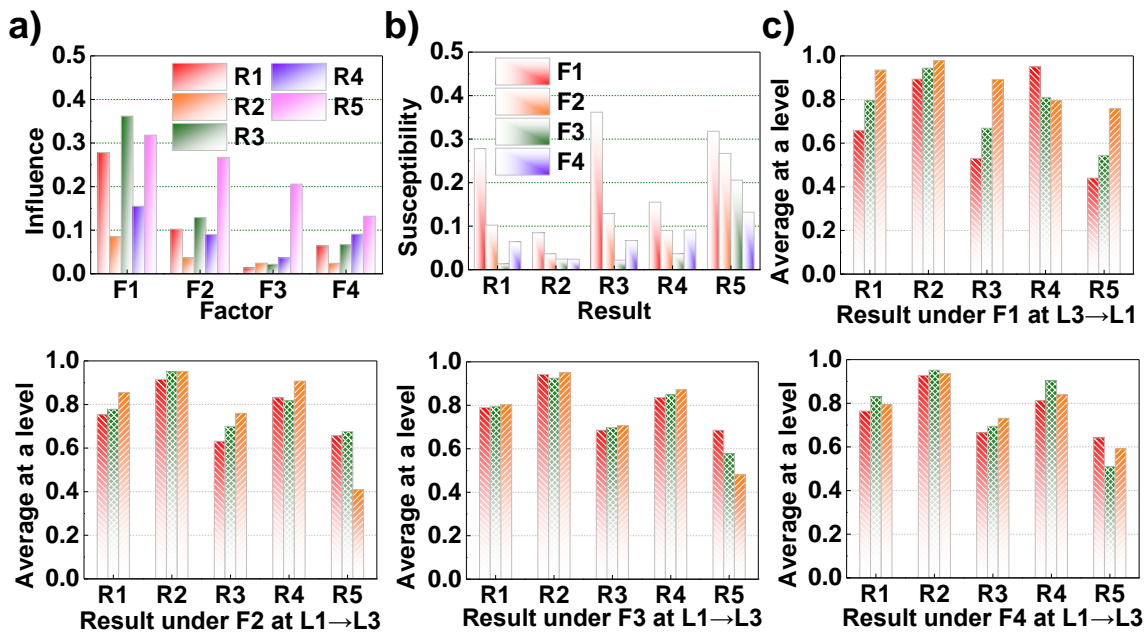 a)
0.5
0.4
0.3
0.2
0.1
0.0
Influence
R1
R2
R3
R4
R5
F1 F2 F3 F4
Factor
b)
0.5
0.4
0.3
0.2
0.1
0.0
Susceptibility
F1
F2
F3
F4
R1 R2 R3 R4 R5
Result
c)
1.0
0.8
0.6
0.4
0.2
0.0
Average at a level
R1 R2 R3 R4 R5
Result under F1 at L3→L1
1.0
0.8
0.6
0.4
0.2
0.0
Average at a level
R1 R2 R3 R4 R5
Result under F2 at L1→L3
1.0
0.8
0.6
0.4
0.2
0.0
Average at a level
R1 R2 R3 R4 R5
Result under F3 at L1→L3
1.0
0.8
0.6
0.4
0.2
0.0
Average at a level
R1 R2 R3 R4 R5
Result under F4 at L1→L3